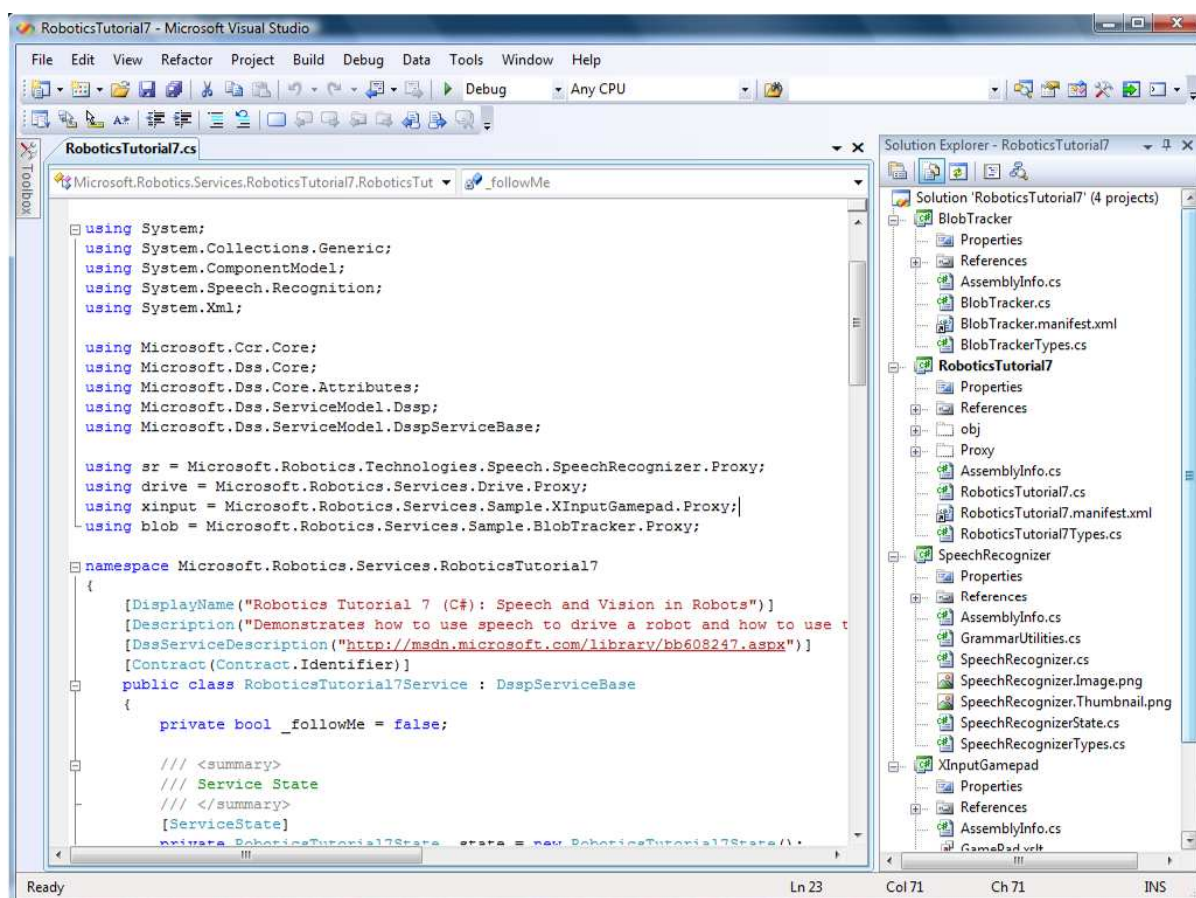 RoboticsTutorial7 - Microsoft Visual Studio
File Edit View Refactor Project Build Debug Data Tools Window Help
Debug Any CPU
Toolbox
RoboticsTutorial7.cs
Microsoft.Robotics.Services.RoboticsTutorial7.RoboticsTut _followMe
using System;
using System.Collections.Generic;
using System.ComponentModel;
using System.Speech.Recognition;
using System.Xml;
using Microsoft.Ccr.Core;
using Microsoft.Dss.Core;
using Microsoft.Dss.Core.Attributes;
using Microsoft.Dss.ServiceModel.Dssp;
using Microsoft.Dss.ServiceModel.DsspServiceBase;
using sr = Microsoft.Robotics.Technologies.Speech.SpeechRecognizer.Proxy;
using drive = Microsoft.Robotics.Services.Drive.Proxy;
using xinput = Microsoft.Robotics.Services.Sample.XInputGamepad.Proxy;
using blob = Microsoft.Robotics.Services.Sample.BlobTracker.Proxy;
namespace Microsoft.Robotics.Services.RoboticsTutorial7
{
[DisplayName("Robotics Tutorial 7 (C#): Speech and Vision in Robots")]
[Description("Demonstrates how to use speech to drive a robot and how to use t
[DssServiceDescription("http://msdn.microsoft.com/library/bb608247.aspx")]
[Contract(Contract.Identifier)]
public class RoboticsTutorial7Service : DsspServiceBase
{
private bool _followMe = false;
/// <summary>
/// Service State
/// </summary>
[ServiceState]
private RoboticsTutorial7State _state = new RoboticsTutorial7State();
Solution Explorer - RoboticsTutorial7
Solution 'RoboticsTutorial7' (4 projects)
BlobTracker
Properties
References
AssemblyInfo.cs
BlobTracker.cs
BlobTracker.manifest.xml
BlobTrackerTypes.cs
RoboticsTutorial7
Properties
References
obj
Proxy
AssemblyInfo.cs
RoboticsTutorial7.cs
RoboticsTutorial7.manifest.xml
RoboticsTutorial7Types.cs
SpeechRecognizer
Properties
References
AssemblyInfo.cs
GrammarUtilities.cs
SpeechRecognizer.cs
SpeechRecognizer.Image.png
SpeechRecognizer.Thumbnail.png
SpeechRecognizerState.cs
SpeechRecognizerTypes.cs
XInputGamepad
Properties
References
AssemblyInfo.cs
GamePad.xslt
Ready Ln 23 Col 71 Ch 71 INS